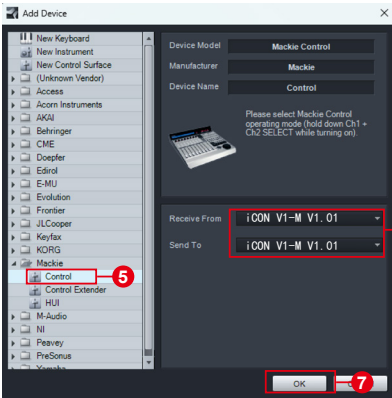 Add Device
New Keyboard
New Instrument
New Control Surface
(Unknown Vendor)
Access
Acorn Instruments
AKAI
Behringer
CME
Doepfer
Edirol
E-MU
Evolution
Frontier
JLCooper
Keyfax
KORG
Mackie
Control
5
Control Extender
HUI
M-Audio
NI
Peavey
PreSonus
Yamaha
Device Model
Mackie Control
Manufacturer
Mackie
Device Name
Control
Please select Mackie Control
operating mode (hold down Ch1 +
Ch2 SELECT while turning on).
Receive From
iCON V1-M V1.01
Send To
iCON V1-M V1.01
OK
7